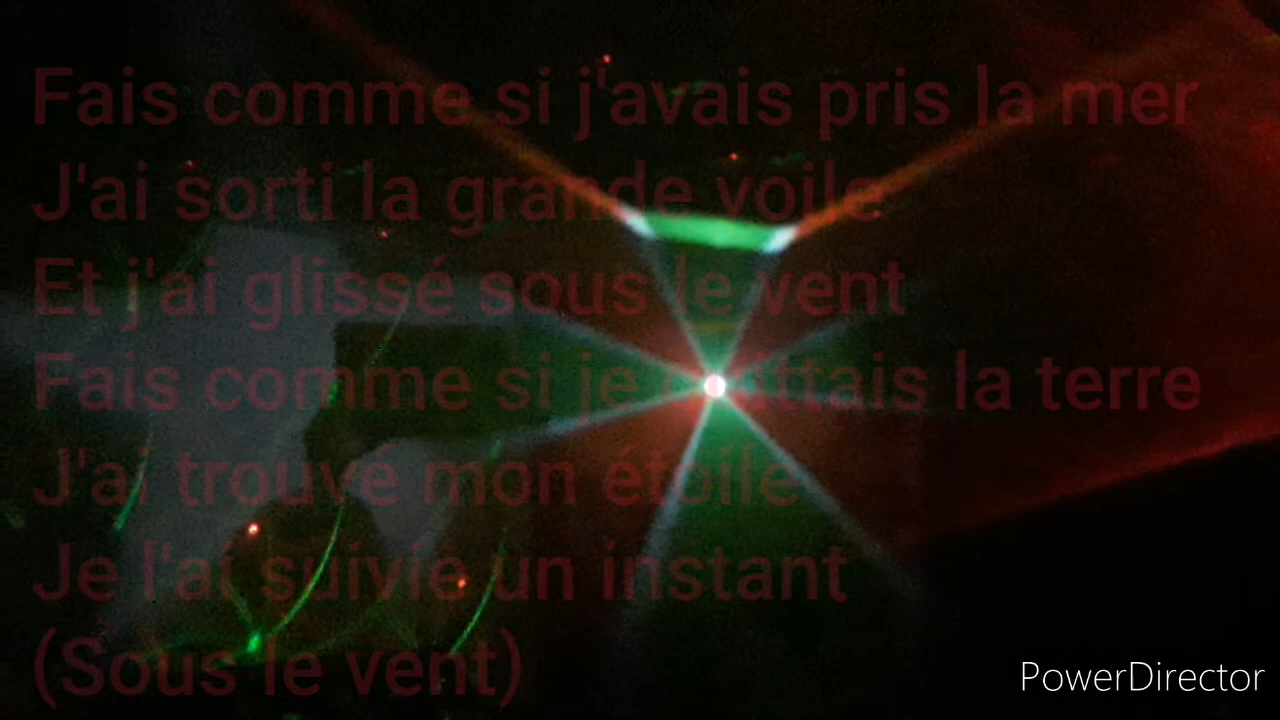 Fais comme si j'avais pris la mer
J'ai sorti la grande voile
Et j'ai glissé sous le vent
Fais comme si je quittais la terre
J'ai trouvé mon étoile
Je l'ai suivie un instant
(Sous le vent)
PowerDirector